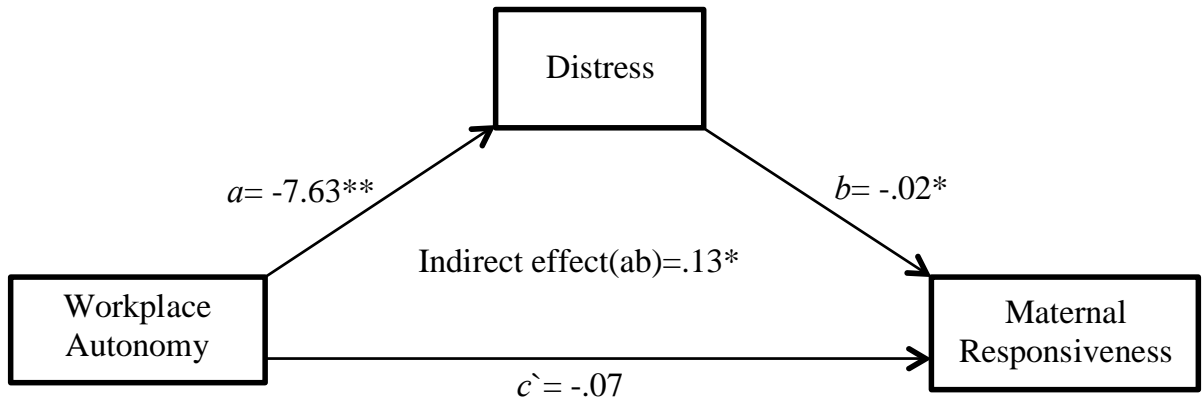 Distress
a= -7.63**
b= -.02*
Indirect effect(ab)=.13*
Workplace
Autonomy
Maternal
Responsiveness
c`= -.07